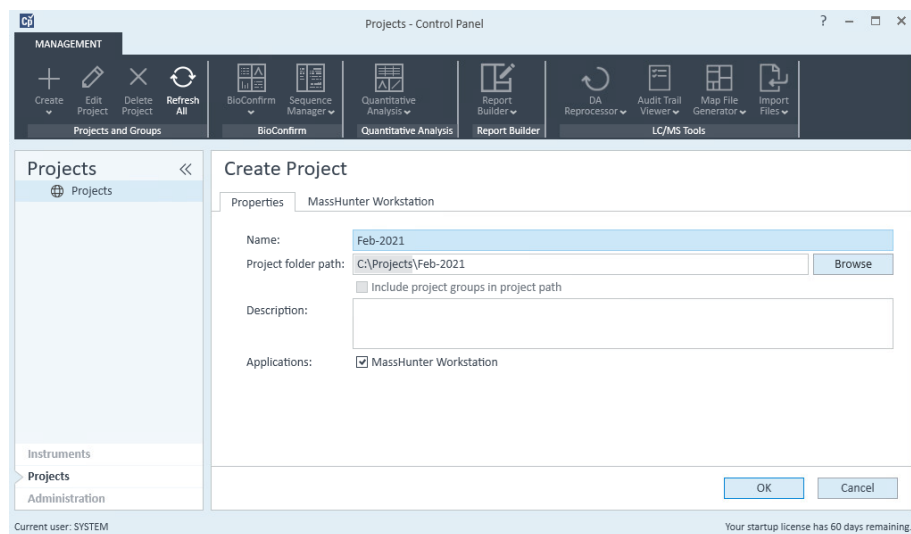 Cp
Projects - Control Panel
? – ✕
MANAGEMENT
Create
Edit Project
Delete Project
Refresh All
Projects and Groups
BioConfirm
Sequence Manager
BioConfirm
Quantitative Analysis
Quantitative Analysis
Report Builder
Report Builder
DA Reprocessor
Audit Trail Viewer
Map File Generator
Import Files
LC/MS Tools
Projects
Projects
Create Project
Properties MassHunter Workstation
Name: Feb-2021
Project folder path: C:\Projects\Feb-2021 Browse
Include project groups in project path
Description:
Applications: MassHunter Workstation
Instruments
Projects
Administration
OK Cancel
Current user: SYSTEM Your startup license has 60 days remaining.